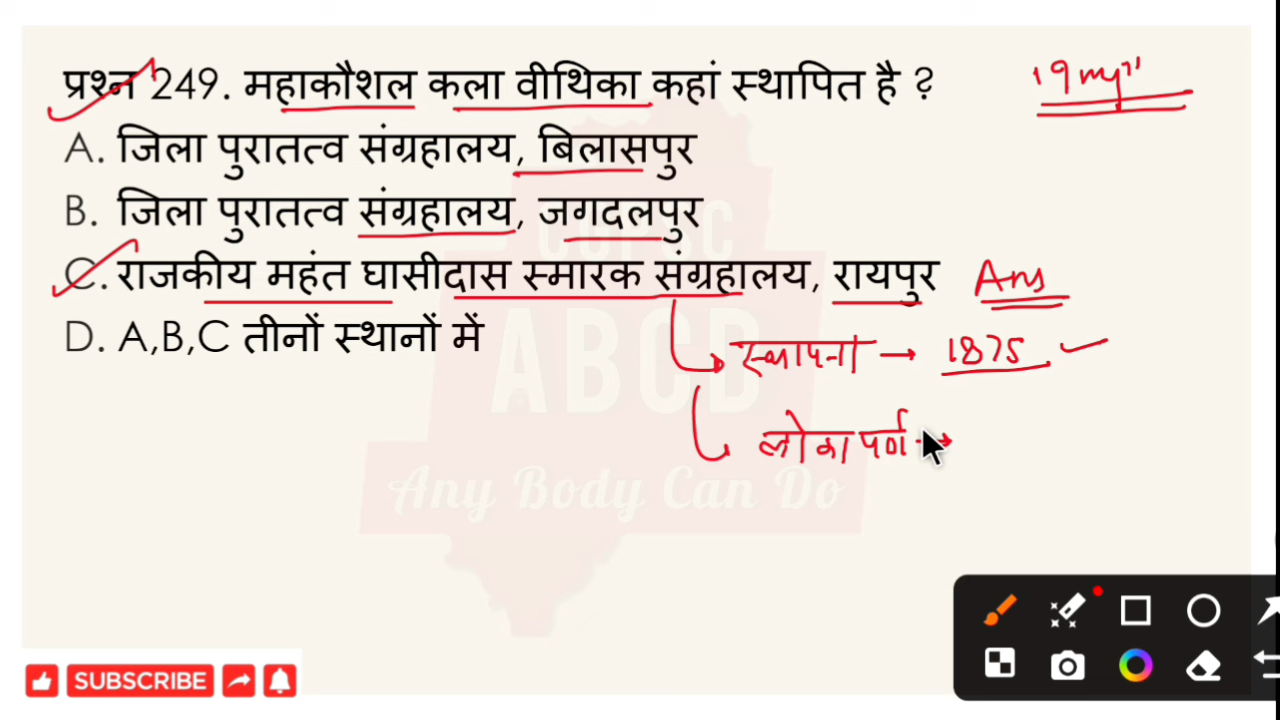 प्रश्न 249. महाकौशल कला वीथिका कहां स्थापित है ?
A. जिला पुरातत्व संग्रहालय, बिलासपुर
B. जिला पुरातत्व संग्रहालय, जगदलपुर
C. राजकीय महंत घासीदास स्मारक संग्रहालय, रायपुर Ans
D. A,B,C तीनों स्थानों में
स्थापना → 1875
लोकार्पण →
CGPSC
ABCD
Any Body Can Do
SUBSCRIBE